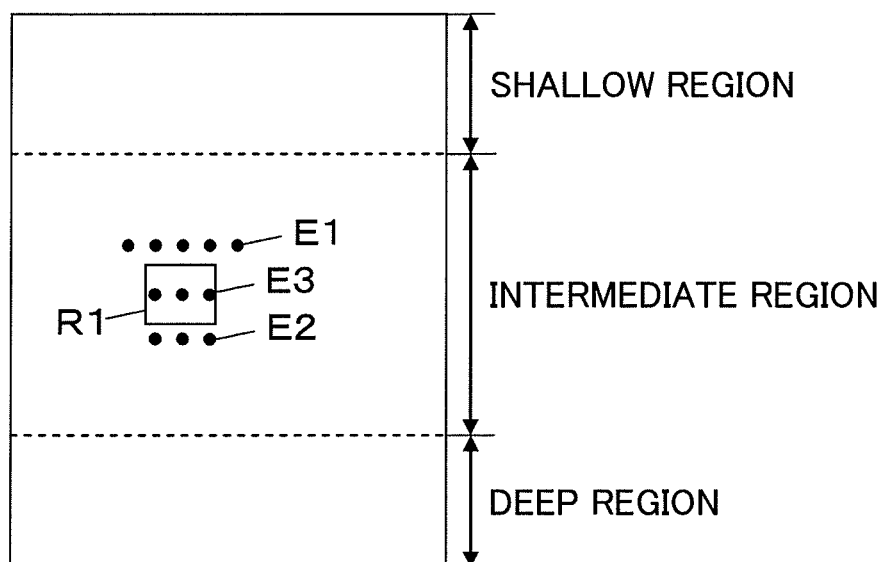 SHALLOW REGION
E1
E3
INTERMEDIATE REGION
R1
E2
DEEP REGION